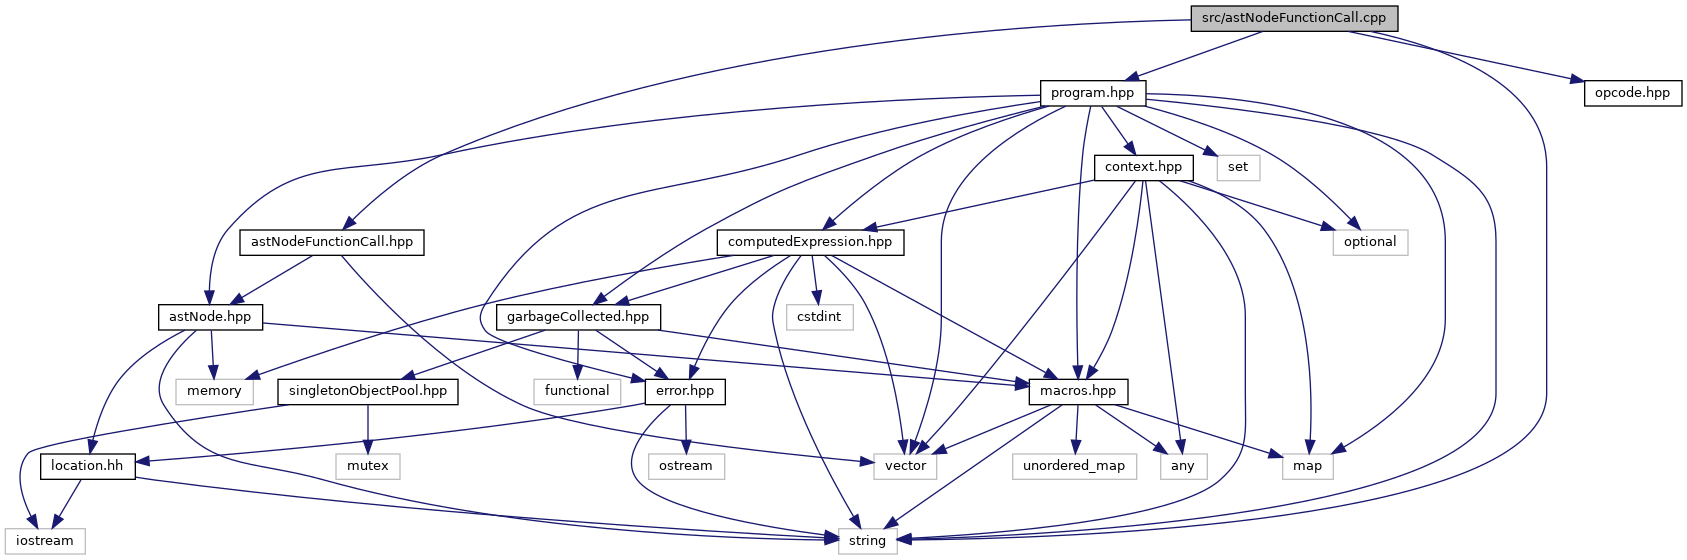 src/astNodeFunctionCall.cpp
program.hpp
opcode.hpp
context.hpp
set
astNodeFunctionCall.hpp
computedExpression.hpp
optional
astNode.hpp
garbageCollected.hpp
cstdint
memory
singletonObjectPool.hpp
functional
error.hpp
macros.hpp
location.hh
mutex
ostream
vector
unordered_map
any
map
iostream
string